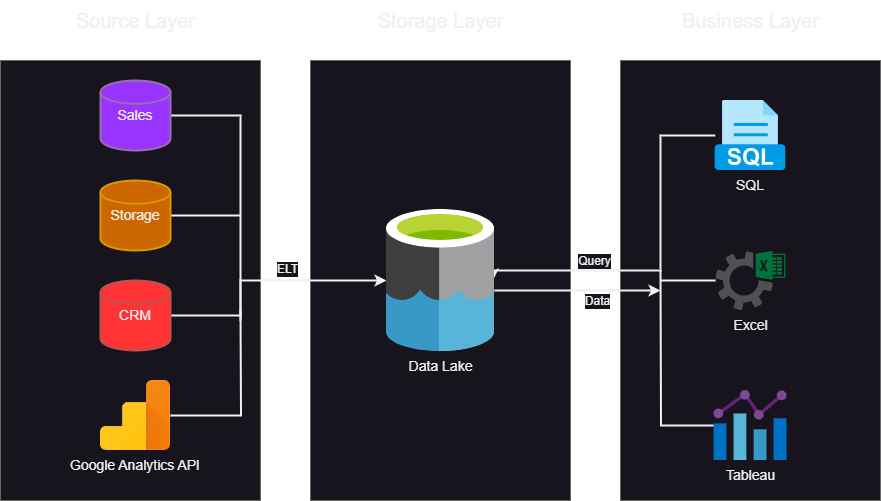 Source Layer
Storage Layer
Business Layer
Sales
Storage
CRM
Google Analytics API
ELT
Data Lake
Query
Data
SQL
SQL
X
Excel
Tableau